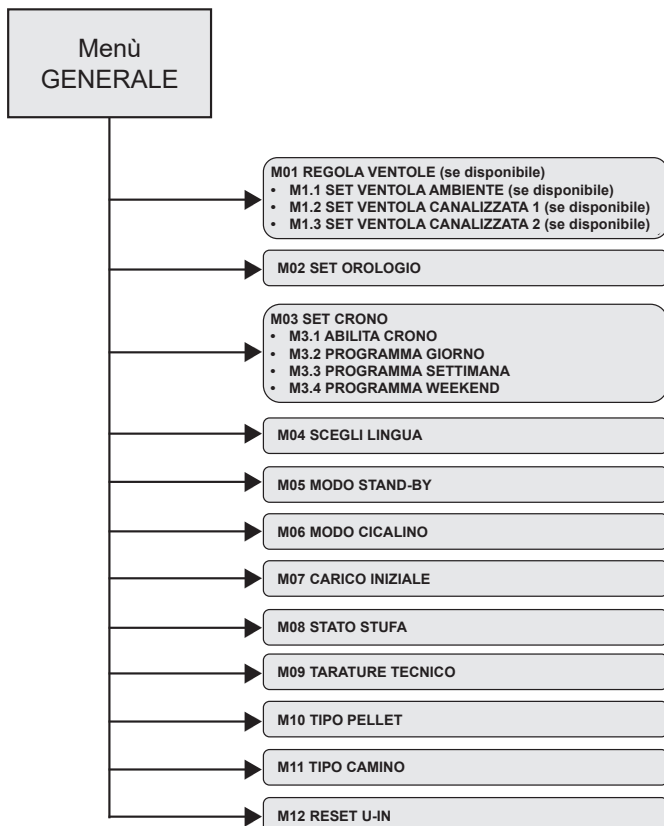 Menù
GENERALE
M01 REGOLA VENTOLE (se disponibile)
• M1.1 SET VENTOLA AMBIENTE (se disponibile)
• M1.2 SET VENTOLA CANALIZZATA 1 (se disponibile)
• M1.3 SET VENTOLA CANALIZZATA 2 (se disponibile)
M02 SET OROLOGIO
M03 SET CRONO
• M3.1 ABILITA CRONO
• M3.2 PROGRAMMA GIORNO
• M3.3 PROGRAMMA SETTIMANA
• M3.4 PROGRAMMA WEEKEND
M04 SCEGLI LINGUA
M05 MODO STAND-BY
M06 MODO CICALINO
M07 CARICO INIZIALE
M08 STATO STUFA
M09 TARATURE TECNICO
M10 TIPO PELLET
M11 TIPO CAMINO
M12 RESET U-IN